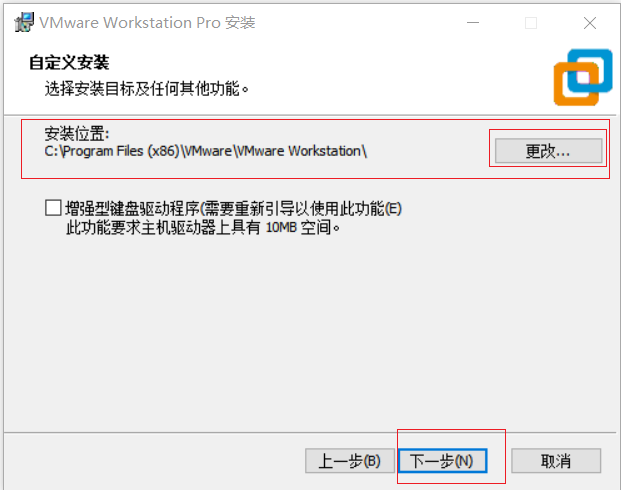 VMware Workstation Pro 安装
自定义安装
选择安装目标及任何其他功能。
安装位置:
C:\Program Files (x86)\VMware\VMware Workstation\
更改...
增强型键盘驱动程序(需要重新引导以使用此功能(E)
此功能要求主机驱动器上具有 10MB 空间。
上一步(B) 下一步(N) 取消